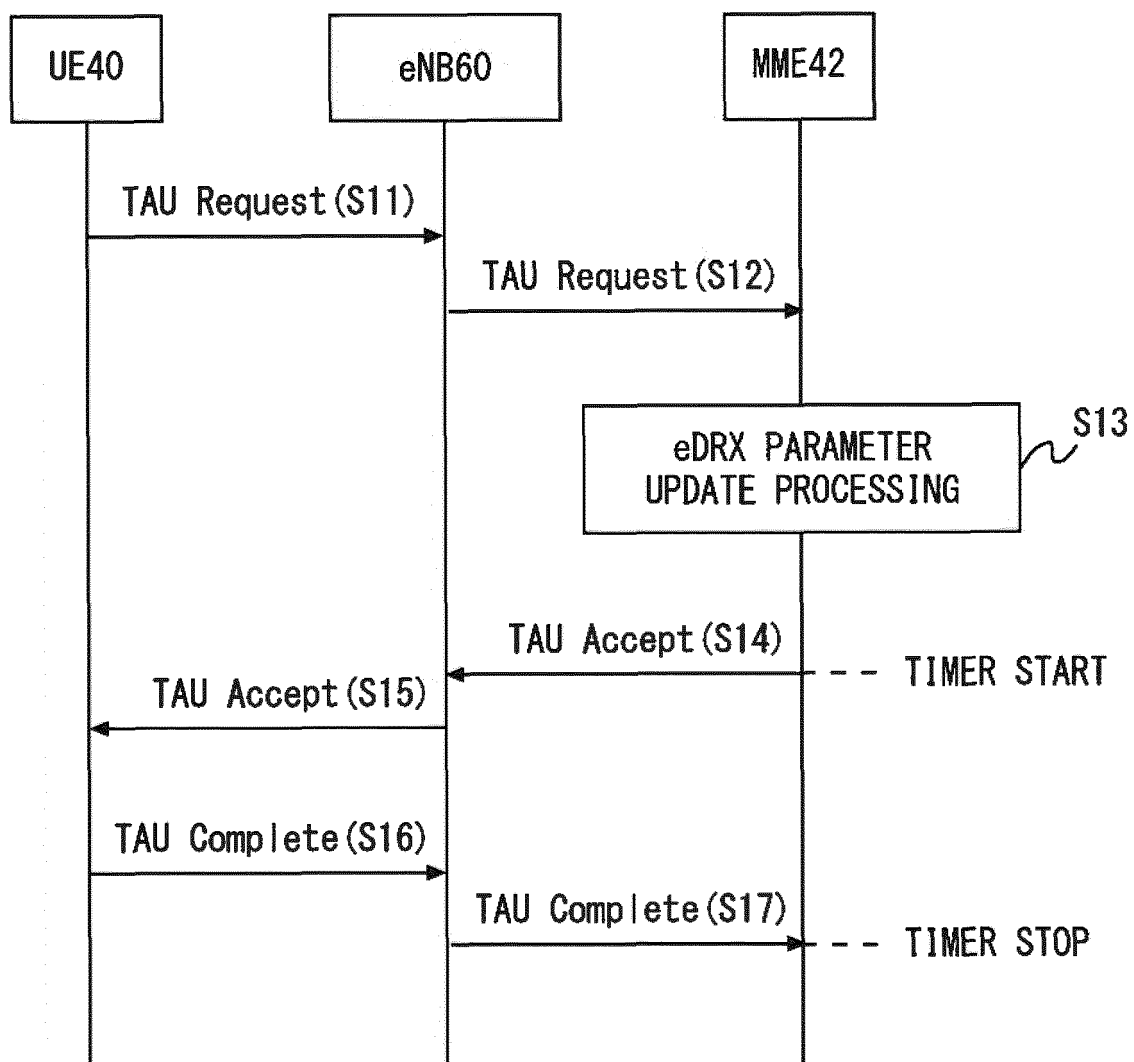 UE40
eNB60
MME42
TAU Request(S11)
TAU Request(S12)
eDRX PARAMETER
UPDATE PROCESSING
S13
TAU Accept(S14)
TIMER START
TAU Accept(S15)
TAU Complete(S16)
TAU Complete(S17)
TIMER STOP